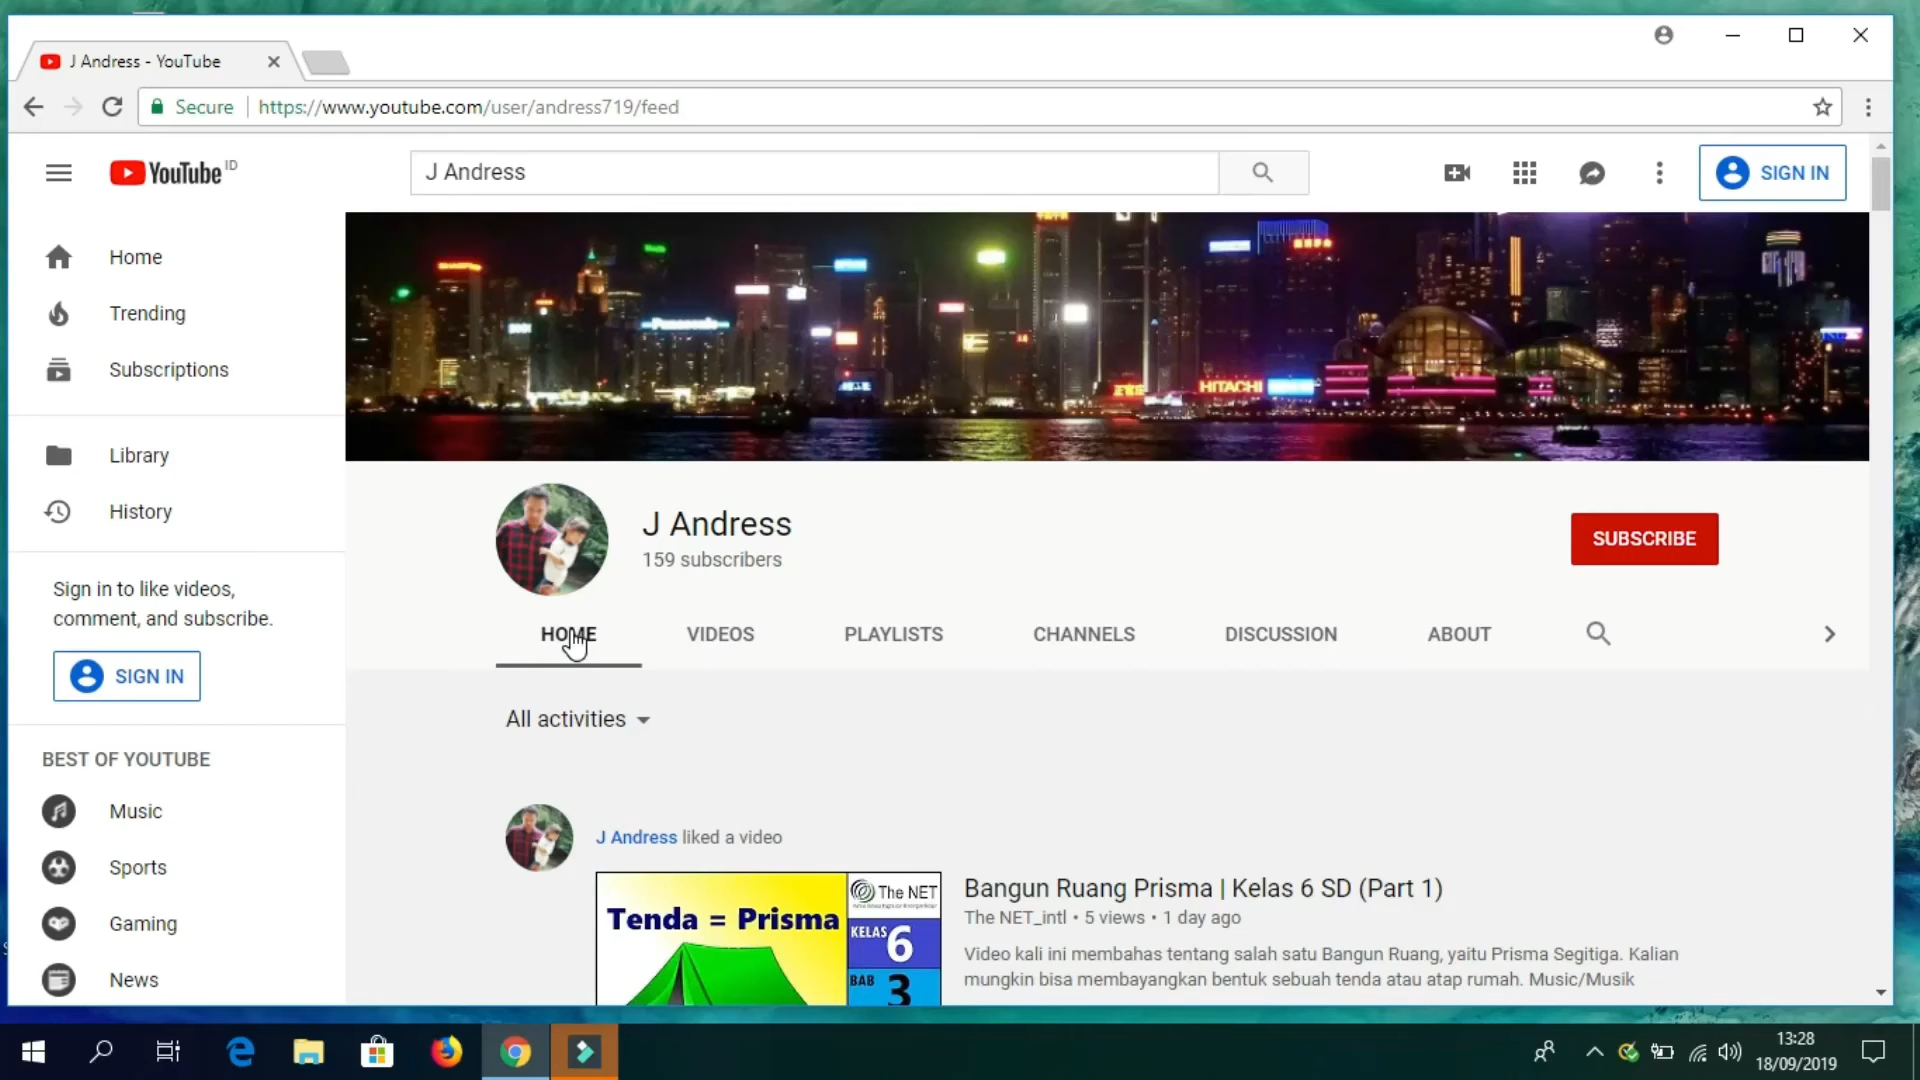 J Andress - YouTube
Secure
https://www.youtube.com/user/andress719/feed
YouTube ID
J Andress
SIGN IN
Home
Trending
Subscriptions
Library
History
Sign in to like videos,
comment, and subscribe.
SIGN IN
BEST OF YOUTUBE
Music
Sports
Gaming
News
Panasonic
HITACHI
J Andress
159 subscribers
SUBSCRIBE
HOME
VIDEOS
PLAYLISTS
CHANNELS
DISCUSSION
ABOUT
All activities
J Andress liked a video
Tenda = Prisma
The NET
KELAS
6
BAB
3
Bangun Ruang Prisma | Kelas 6 SD (Part 1)
The NET_intl • 5 views • 1 day ago
Video kali ini membahas tentang salah satu Bangun Ruang, yaitu Prisma Segitiga. Kalian
mungkin bisa membayangkan bentuk sebuah tenda atau atap rumah. Music/Musik
13:28
18/09/2019